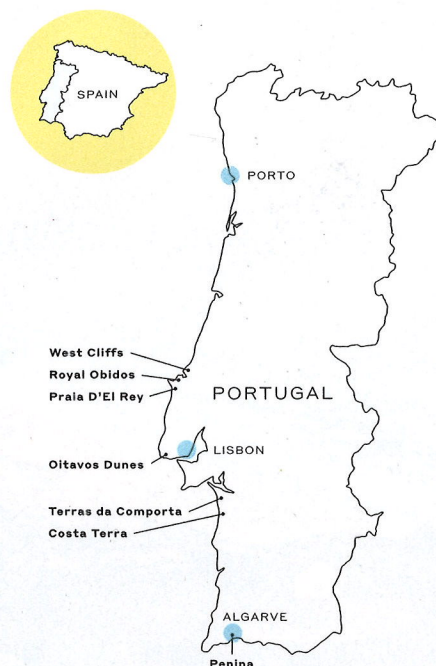 SPAIN
PORTO
West Cliffs
Royal Obidos
Praia D'El Rey
PORTUGAL
LISBON
Oitavos Dunes
Terras da Comporta
Costa Terra
ALGARVE
Penina